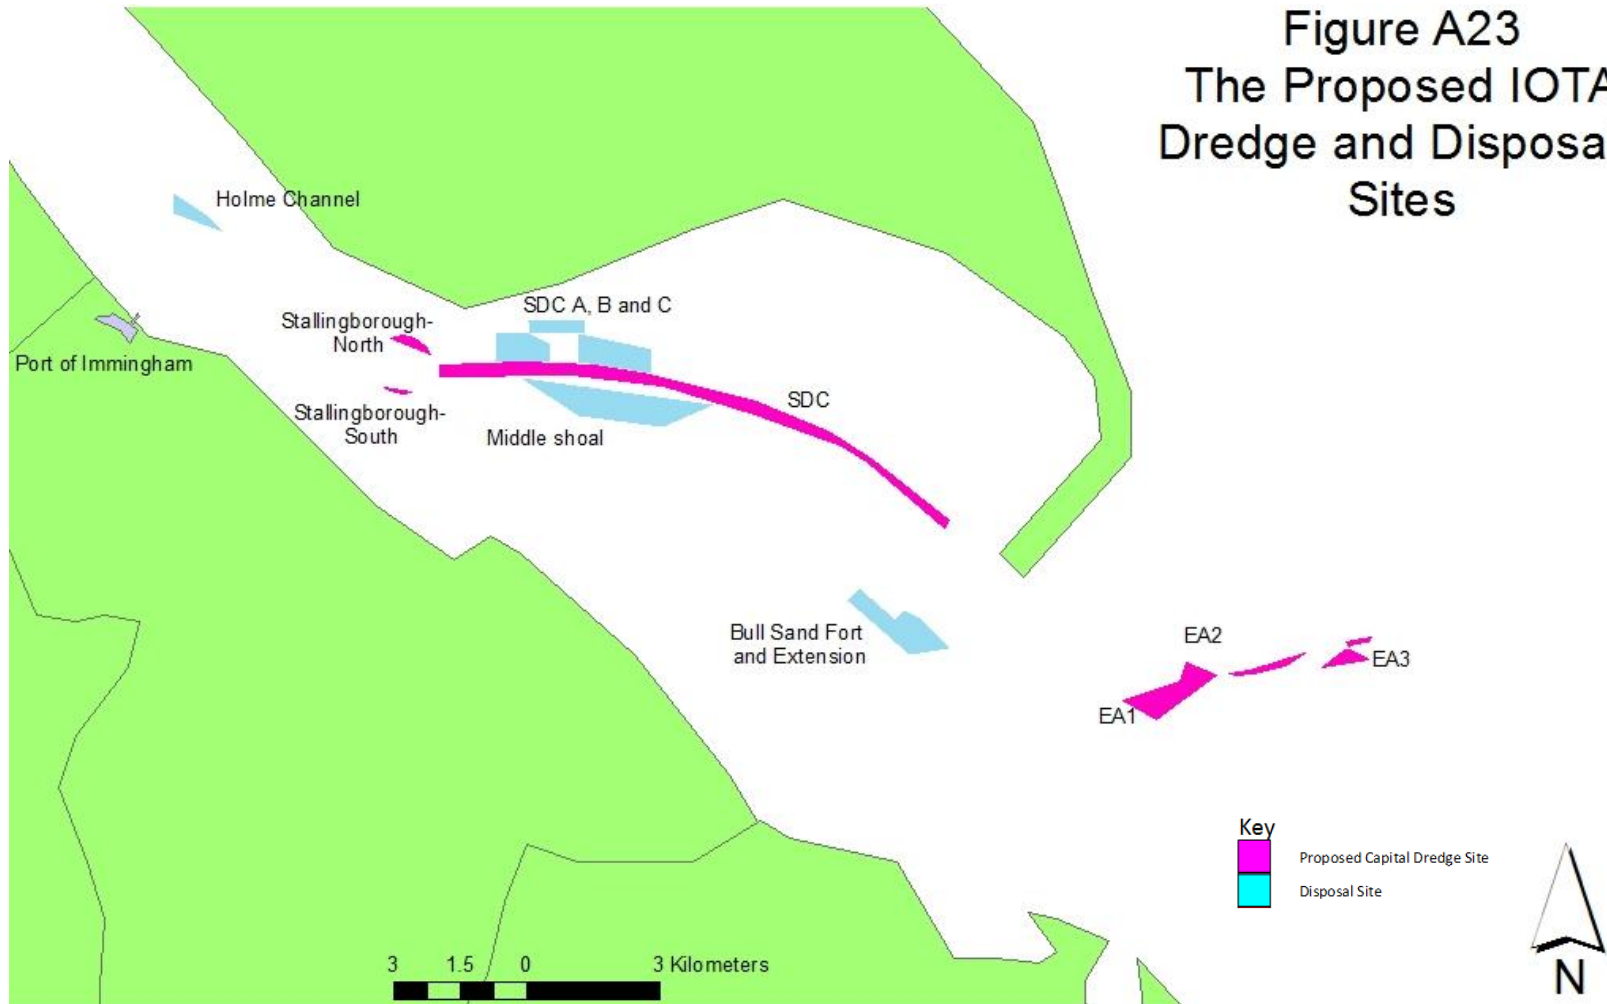 Figure A23
The Proposed IOTA
Dredge and Disposa
Sites
Holme Channel
SDC A, B and C
Stallingborough-
North
Port of Immingham
SDC
Stallingborough-
South
Middle shoal
Bull Sand Fort
and Extension
EA2
EA3
EA1
Key
Proposed Capital Dredge Site
Disposal Site
3 1.5 0 3 Kilometers
N